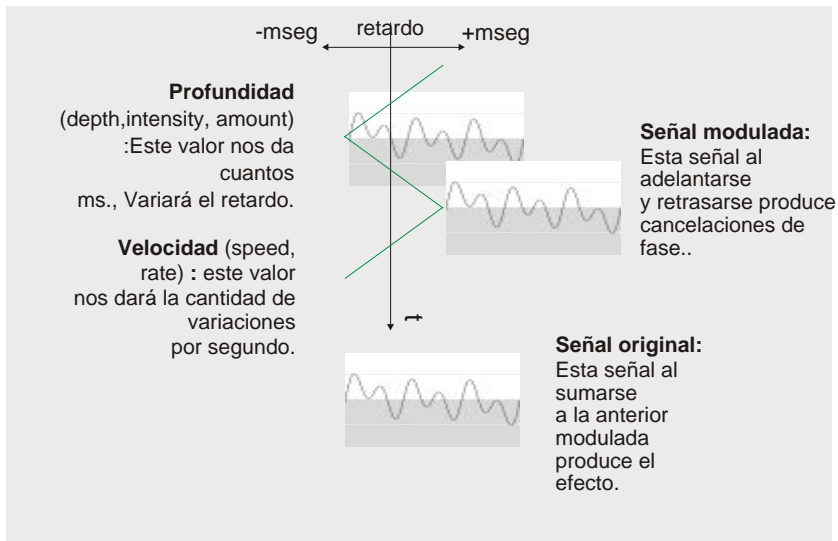 -mseg retardo +mseg
Profundidad
(depth,intensity, amount)
:Este valor nos da
cuantos
ms., Variará el retardo.
Velocidad (speed,
rate) : este valor
nos dará la cantidad de
variaciones
por segundo.
Señal modulada:
Esta señal al
adelantarse
y retrasarse produce
cancelaciones de
fase..
t
Señal original:
Esta señal al
sumarse
a la anterior
modulada
produce el
efecto.